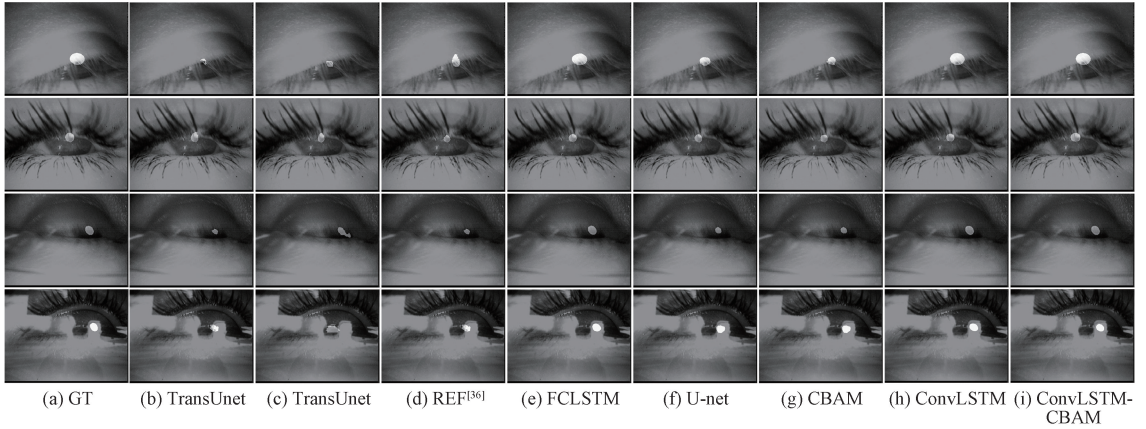 (a) GT
(b) TransUnet
(c) TransUnet
(d) REF[36]
(e) FCLSTM
(f) U-net
(g) CBAM
(h) ConvLSTM
(i) ConvLSTM-
CBAM